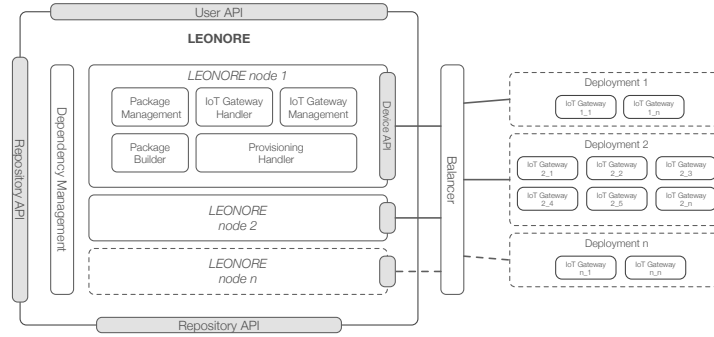 User API
LEONORE
Repository API
Dependency Management
LEONORE node 1
Package
Management
IoT Gateway
Handler
IoT Gateway
Management
Package
Builder
Provisioning
Handler
Device API
LEONORE
node 2
LEONORE
node n
Repository API
Balancer
Deployment 1
IoT Gateway
1_1
IoT Gateway
1_n
Deployment 2
IoT Gateway
2_1
IoT Gateway
2_2
IoT Gateway
2_3
IoT Gateway
2_4
IoT Gateway
2_5
IoT Gateway
2_n
Deployment n
IoT Gateway
n_1
IoT Gateway
n_n